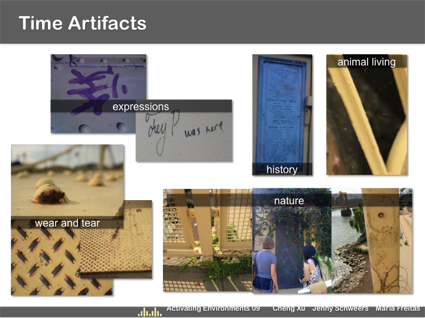 Time Artifacts
animal living
expressions
Jay P was here
history
nature
wear and tear
Activating Environments 09 Cheng Xu Jenny Schweers Maria Freitas